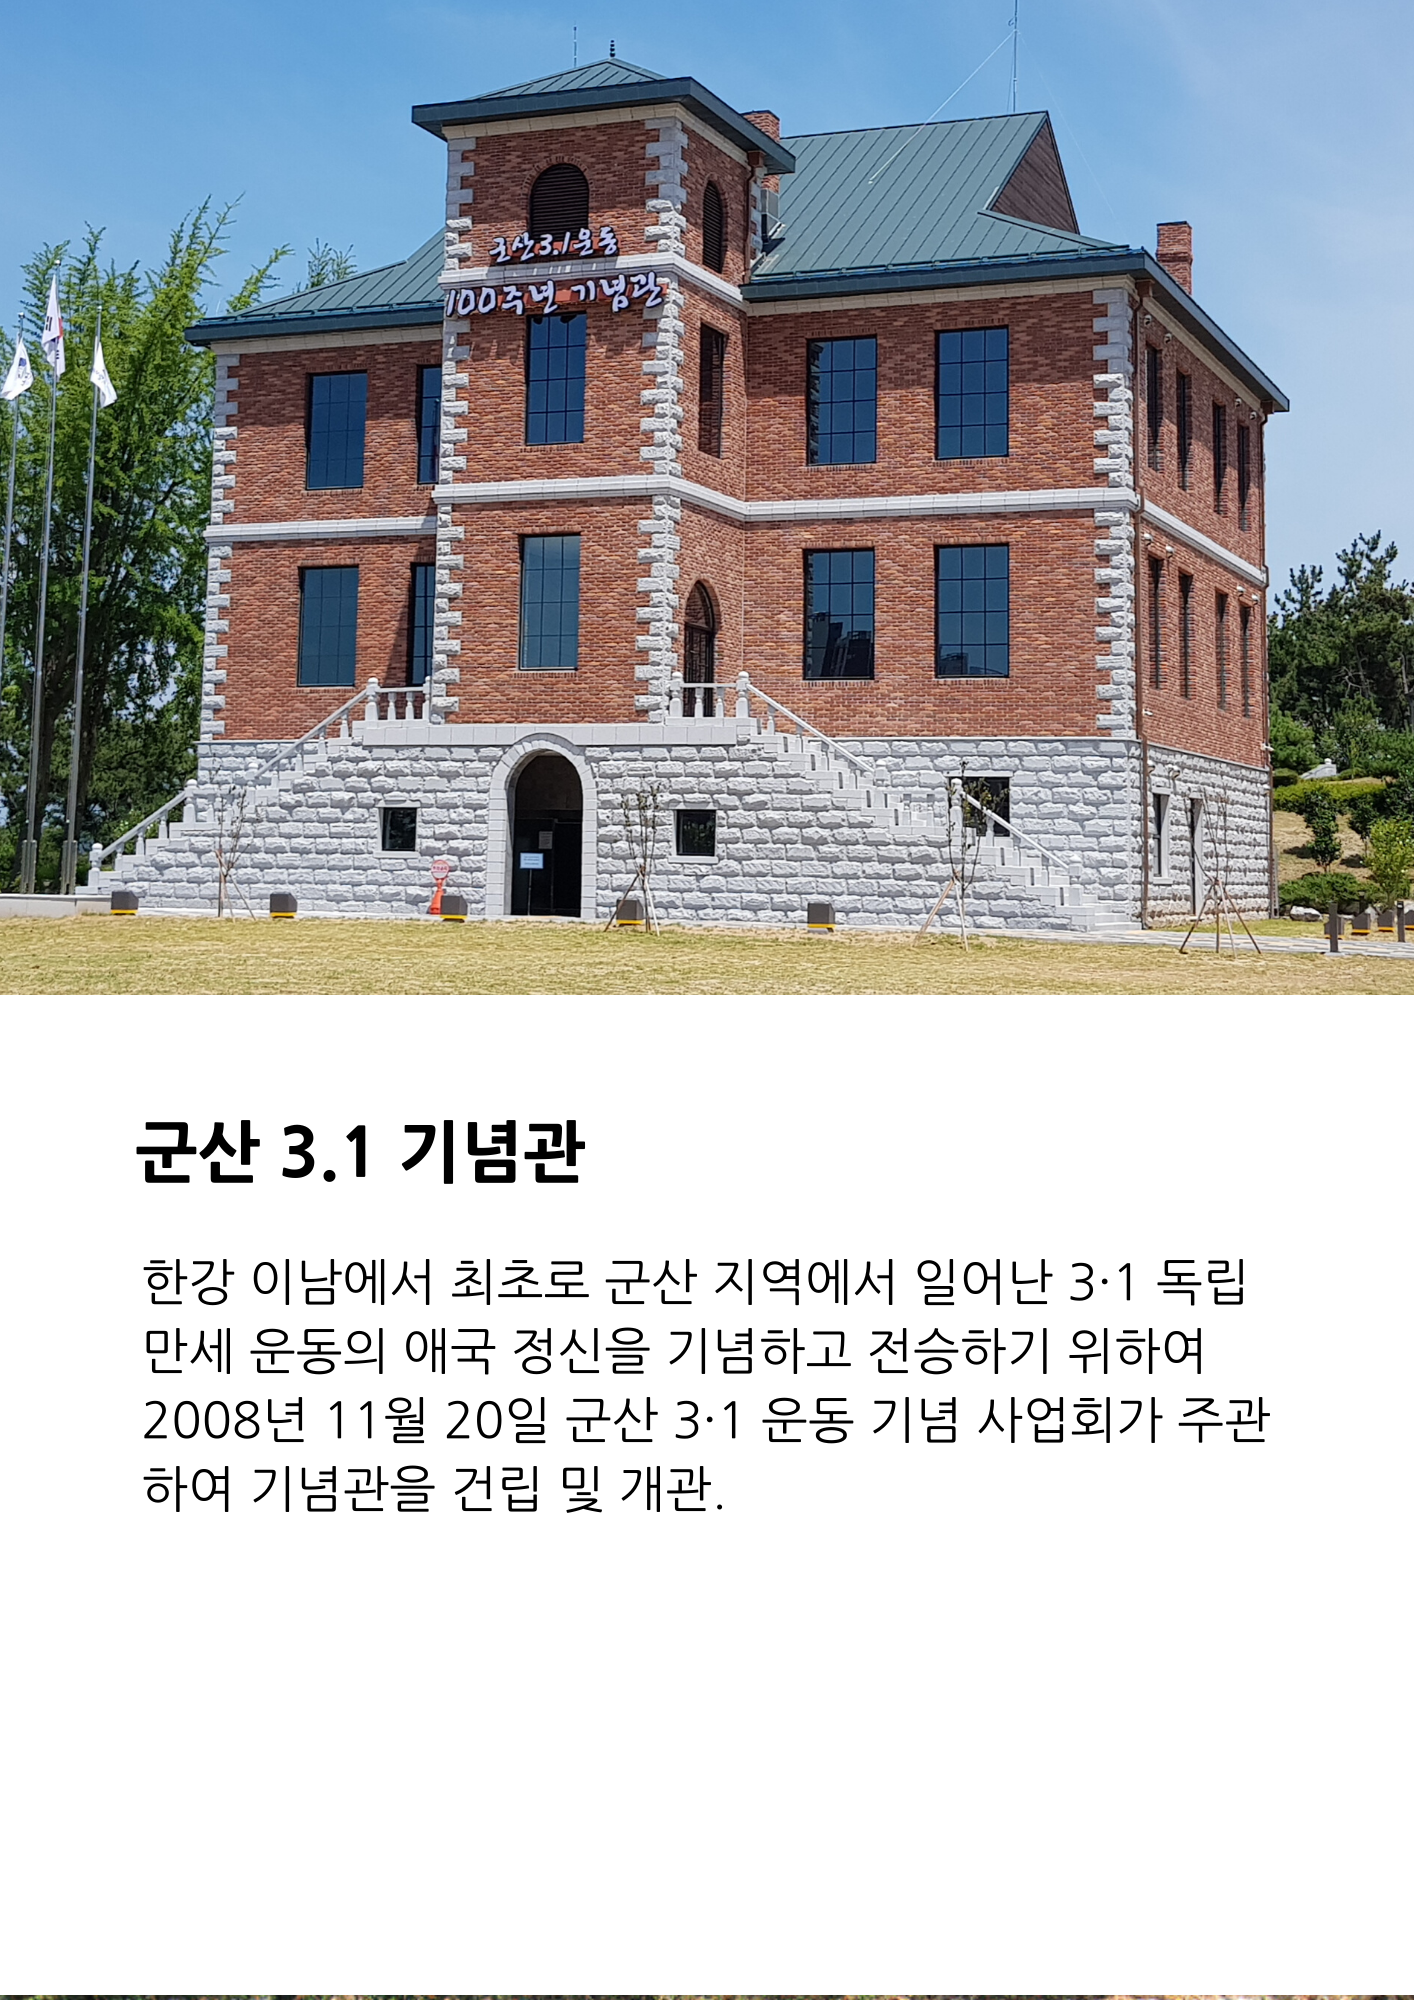 군산3.1운동
100주년 기념관
군산 3.1 기념관
한강 이남에서 최초로 군산 지역에서 일어난 3·1 독립
만세 운동의 애국 정신을 기념하고 전승하기 위하여
2008년 11월 20일 군산 3·1 운동 기념 사업회가 주관
하여 기념관을 건립 및 개관.